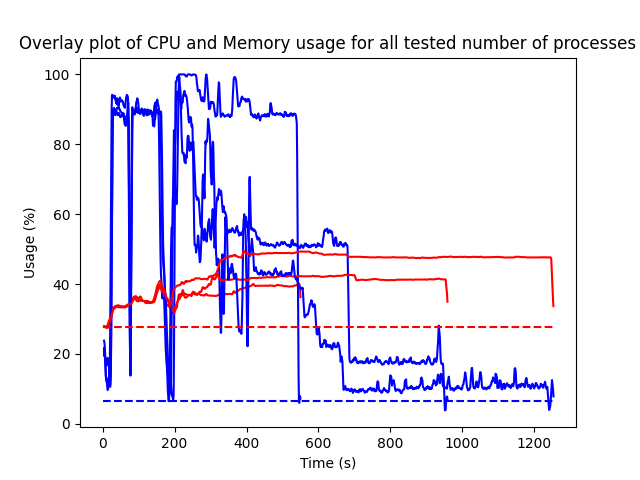 Overlay plot of CPU and Memory usage for all tested number of processes
100
80
60
40
20
0
Usage (%)
0 200 400 600 800 1000 1200
Time (s)